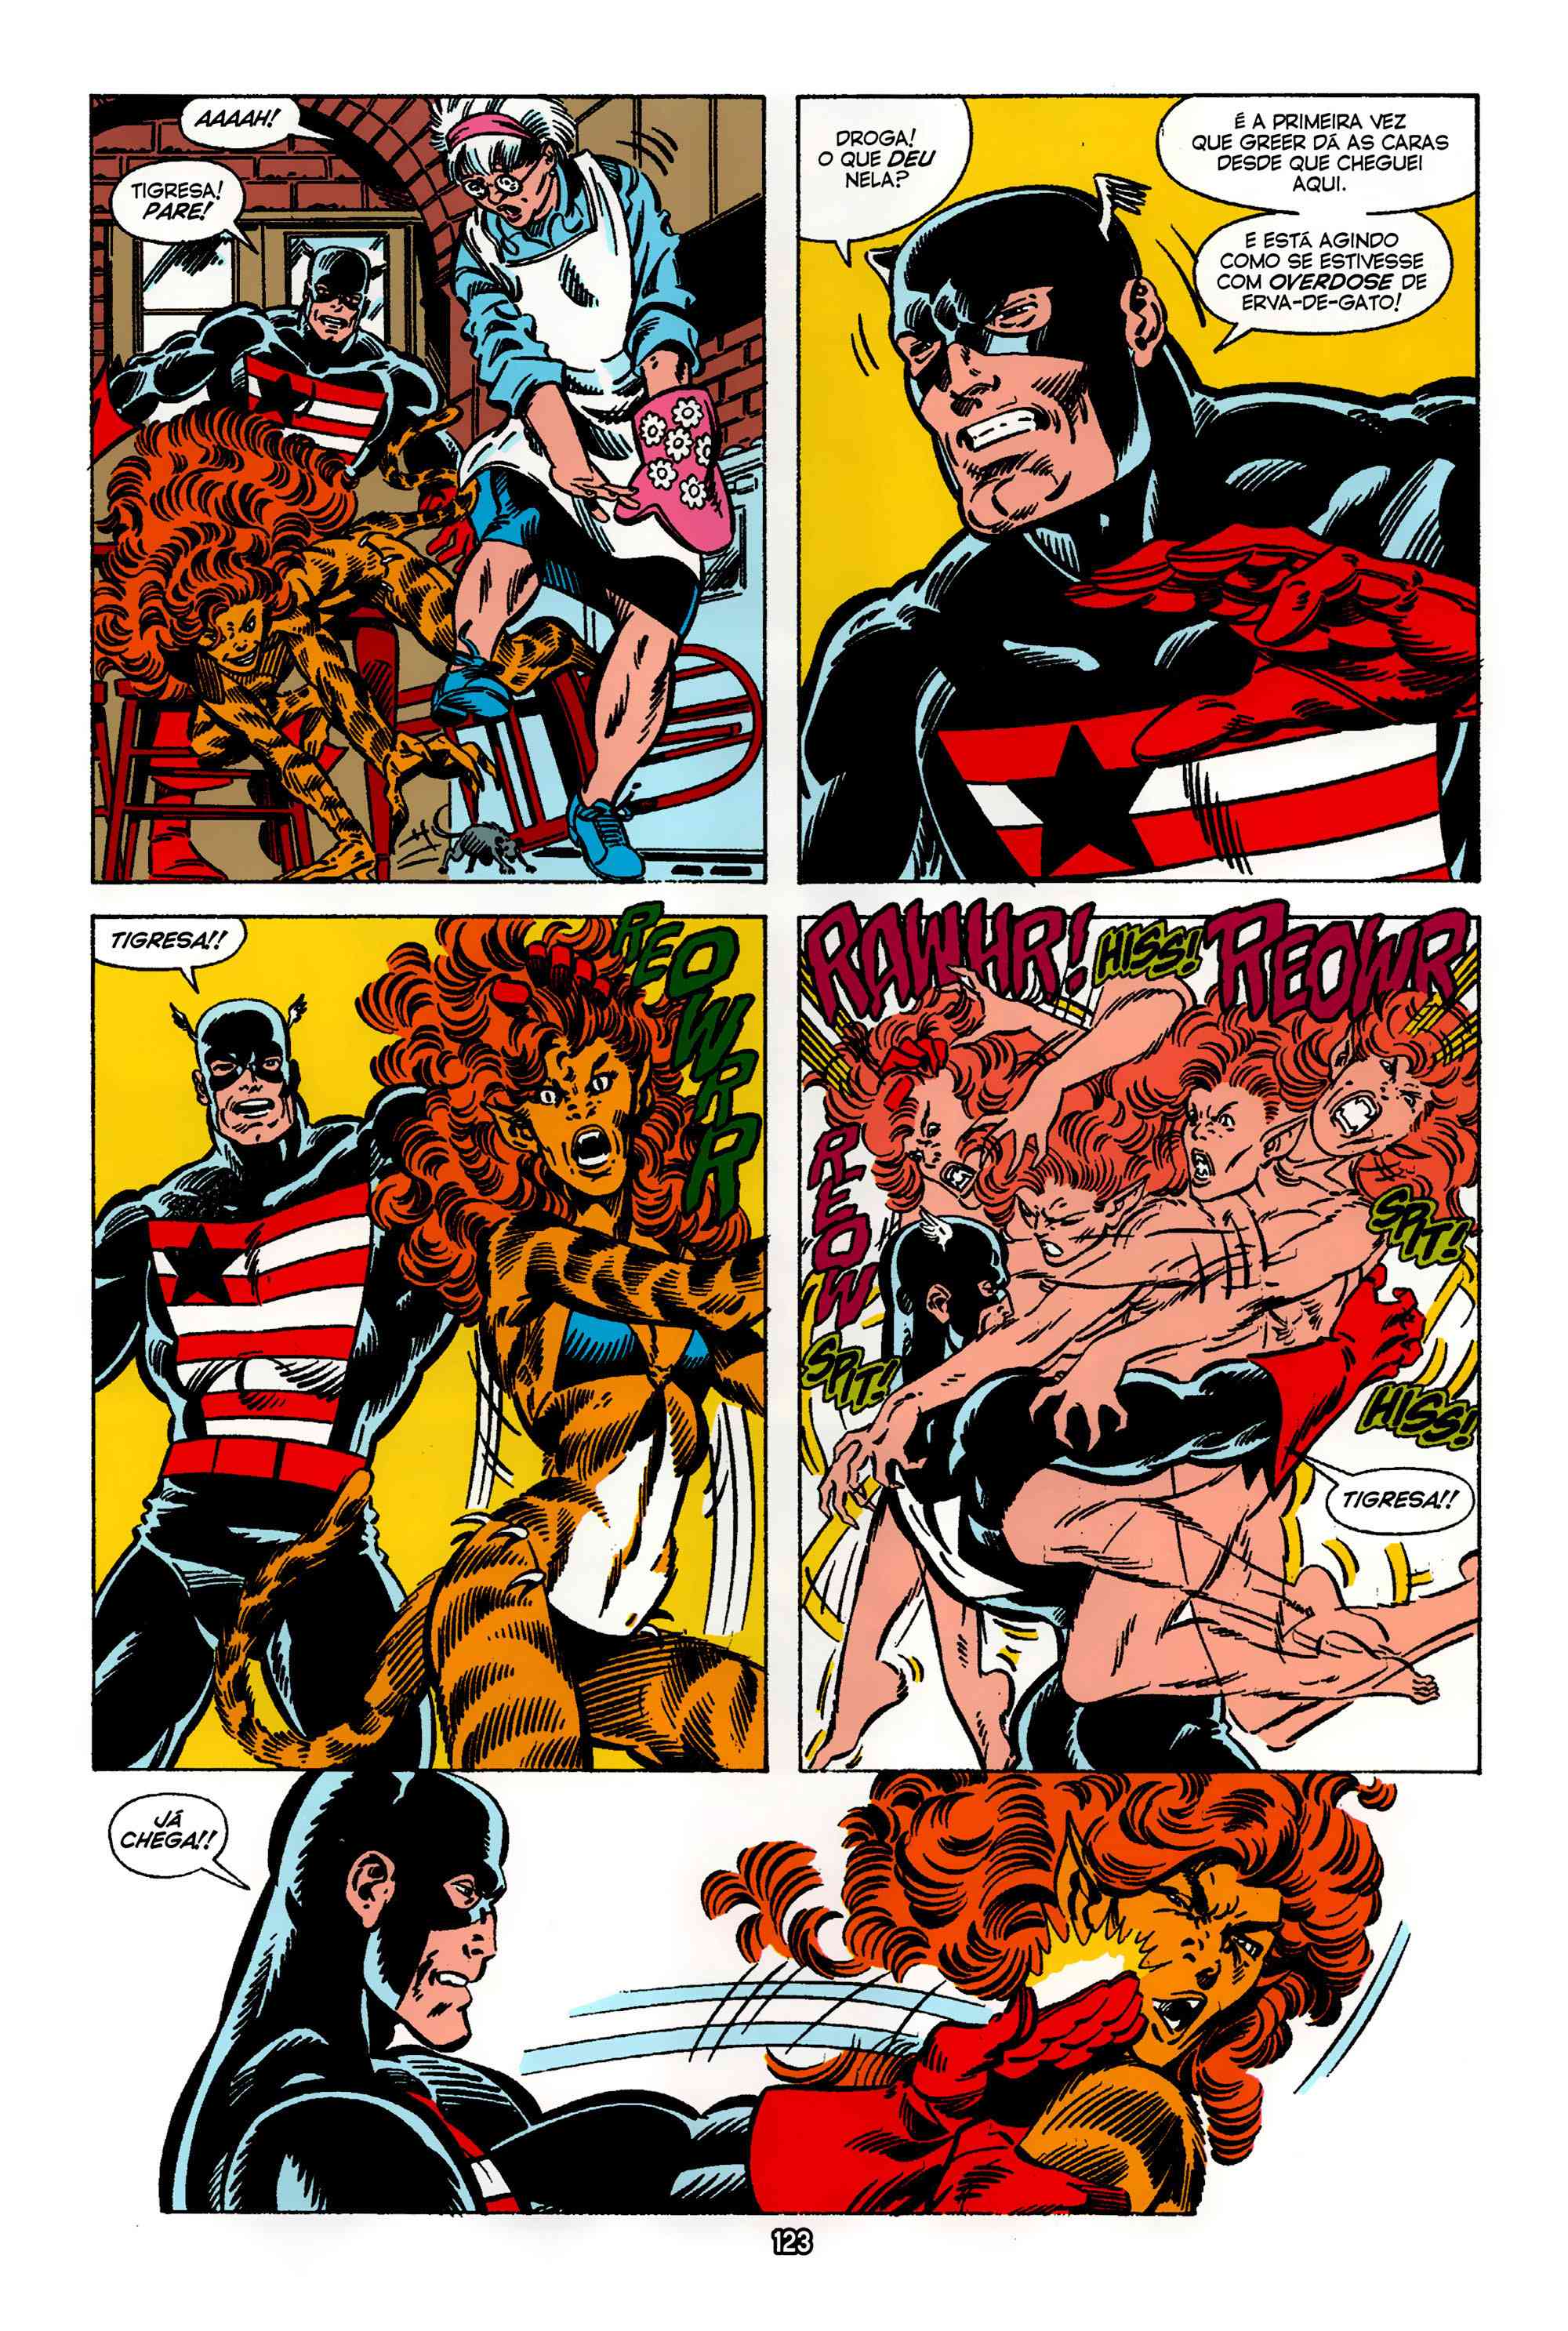 AAAAH!
TIGRESA!
PARE!
DROGA!
O QUE DEU
NELA?
É A PRIMEIRA VEZ
QUE GREER DÁ AS CARAS
DESDE QUE CHEGUEI
AQUI.
E ESTÁ AGINDO
COMO SE ESTIVESSE
COM OVERDOSE DE
ERVA-DE-GATO!
TIGRESA!!
REOWRR
RAWHR!
HISS!
REOWR
REOW
SPIT!
SPIT!
HISS!
TIGRESA!!
JÁ
CHEGA!!
123